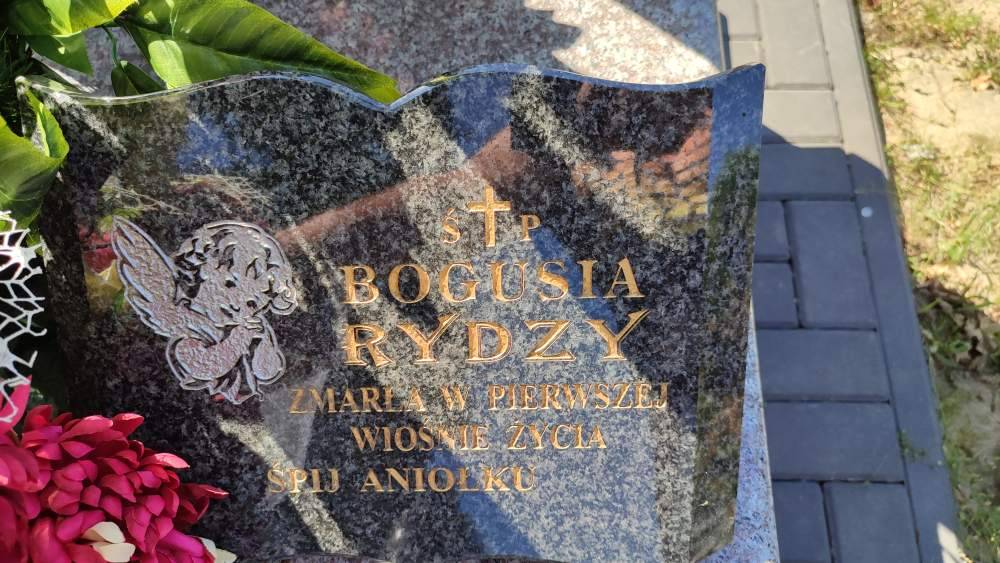 Ś P
BOGUSIA
RYDZY
ZMARŁA W PIERWSZEJ
WIOŚNIE ŻYCIA
ŚPIJ ANIOŁKU